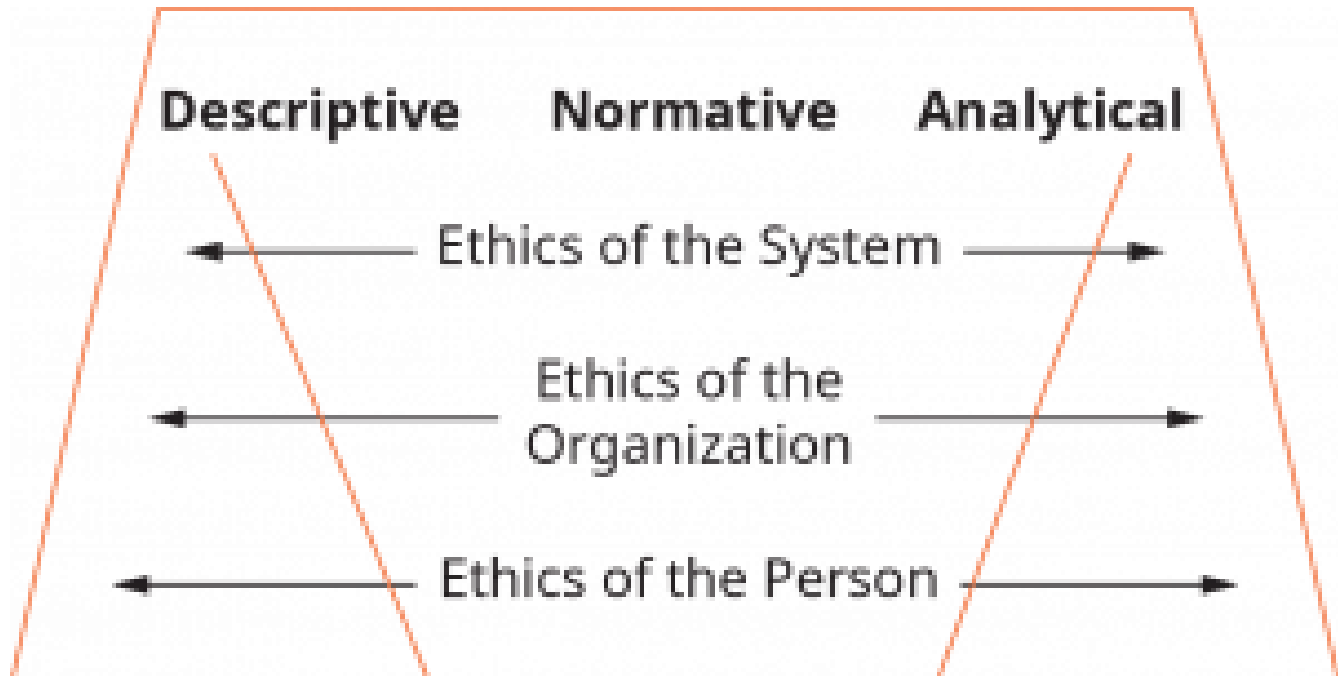 Descriptive Normative Analytical
Ethics of the System
Ethics of the
Organization
Ethics of the Person